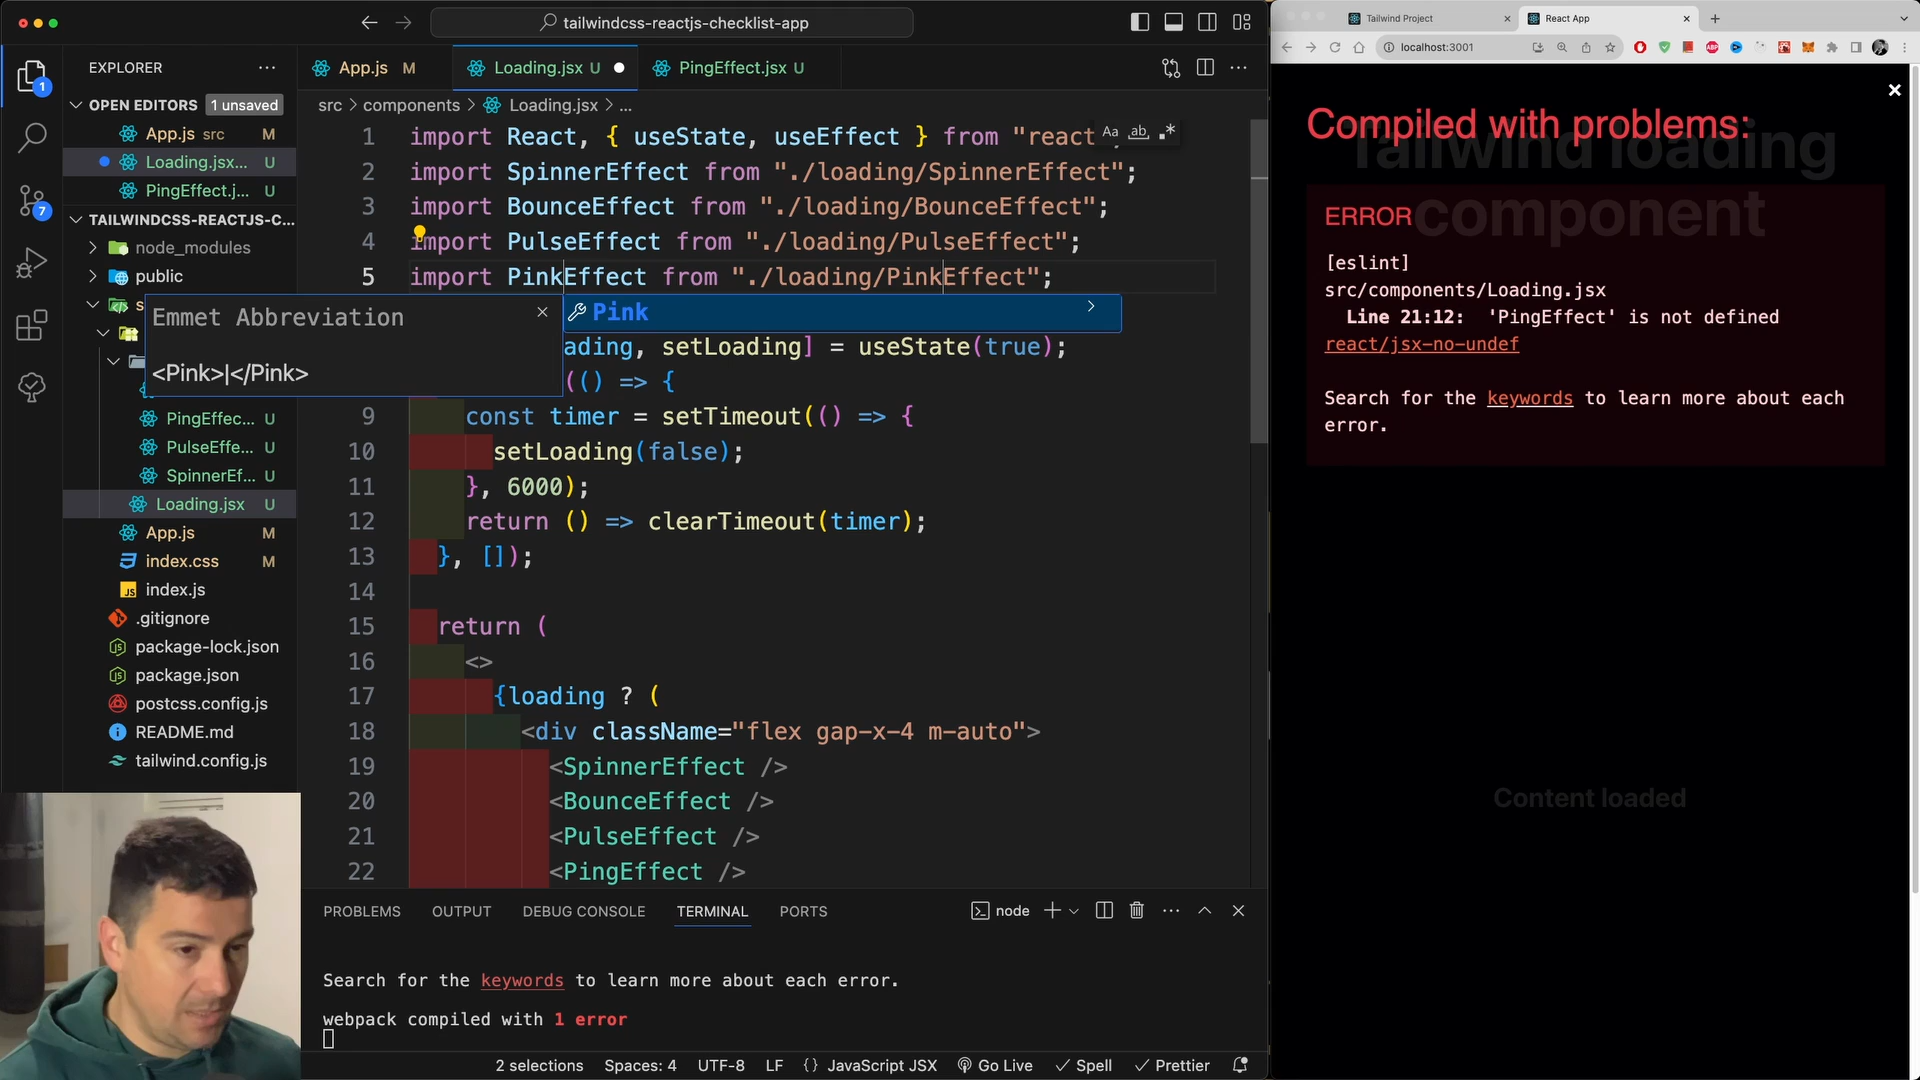 tailwindcss-reactjs-checklist-app
Tailwind Project
React App
localhost:3001
EXPLORER
OPEN EDITORS 1 unsaved
App.js src M
Loading.jsx... U
PingEffect.j... U
TAILWINDCSS-REACTJS-C...
node_modules
public
s
PingEffec... U
PulseEffe... U
SpinnerEf... U
Loading.jsx U
App.js M
index.css M
index.js
.gitignore
package-lock.json
package.json
postcss.config.js
README.md
tailwind.config.js
1
7
App.js M
Loading.jsx U
PingEffect.jsx U
src > components > Loading.jsx > ...
Aa ab .*
1 import React, { useState, useEffect } from "react
2 import SpinnerEffect from "./loading/SpinnerEffect";
3 import BounceEffect from "./loading/BounceEffect";
4 import PulseEffect from "./loading/PulseEffect";
5 import PinkEffect from "./loading/PinkEffect";
Emmet Abbreviation
<Pink>|</Pink>
Pink
ading, setLoading] = useState(true);
(() => {
9 const timer = setTimeout(() => {
10 setLoading(false);
11 }, 6000);
12 return () => clearTimeout(timer);
13 }, []);
14
15 return (
16 <>
17 {loading ? (
18 <div className="flex gap-x-4 m-auto">
19 <SpinnerEffect />
20 <BounceEffect />
21 <PulseEffect />
22 <PingEffect />
PROBLEMS OUTPUT DEBUG CONSOLE TERMINAL PORTS
node
Search for the keywords to learn more about each error.
webpack compiled with 1 error
2 selections Spaces: 4 UTF-8 LF {} JavaScript JSX Go Live Spell Prettier
Compiled with problems:
Tailwind loading
component
ERROR
[eslint]
src/components/Loading.jsx
Line 21:12: 'PingEffect' is not defined
react/jsx-no-undef
Search for the keywords to learn more about each
error.
Content loaded